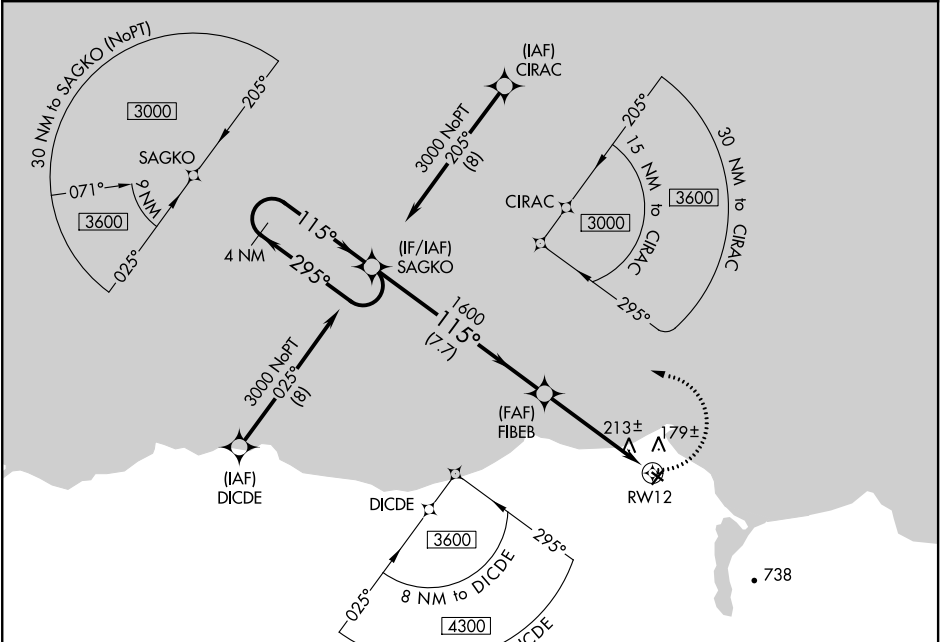 30 NM to SAGKO (NoPT)
3000
205°
SAGKO
071°
9 NM
3600
025°
(IAF)
CIRAC
3000 NoPT
205°
(8)
205°
15 NM to CIRAC
30 NM to CIRAC
3600
CIRAC
3000
295°
115°
4 NM
295°
(IF/IAF)
SAGKO
1600
115°
(7.7)
3000 NoPT
025°
(8)
(FAF)
FIBEB
213±
179±
RW12
(IAF)
DICDE
DICDE
3600
295°
025°
8 NM to DICDE
4300
738